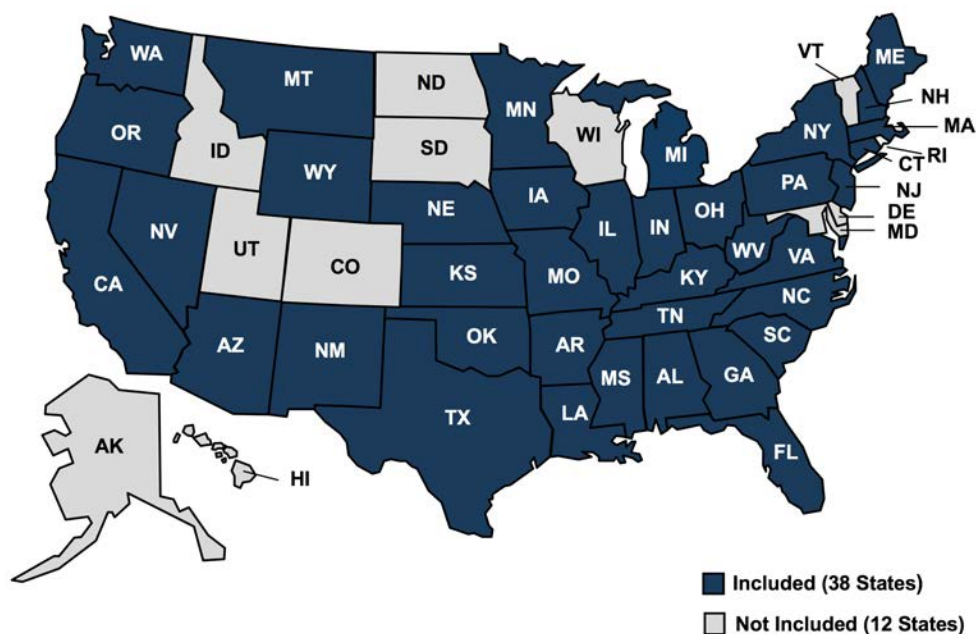 WA
MT
ND
MN
VT
ME
NH
OR
ID
SD
WI
MI
NY
MA
RI
CT
WY
PA
NJ
IA
NE
DE
MD
NV
UT
CO
IL
IN
OH
WV
VA
CA
KS
MO
KY
NC
TN
AZ
NM
OK
AR
SC
MS
AL
GA
TX
LA
AK
FL
HI
Included (38 States)
Not Included (12 States)